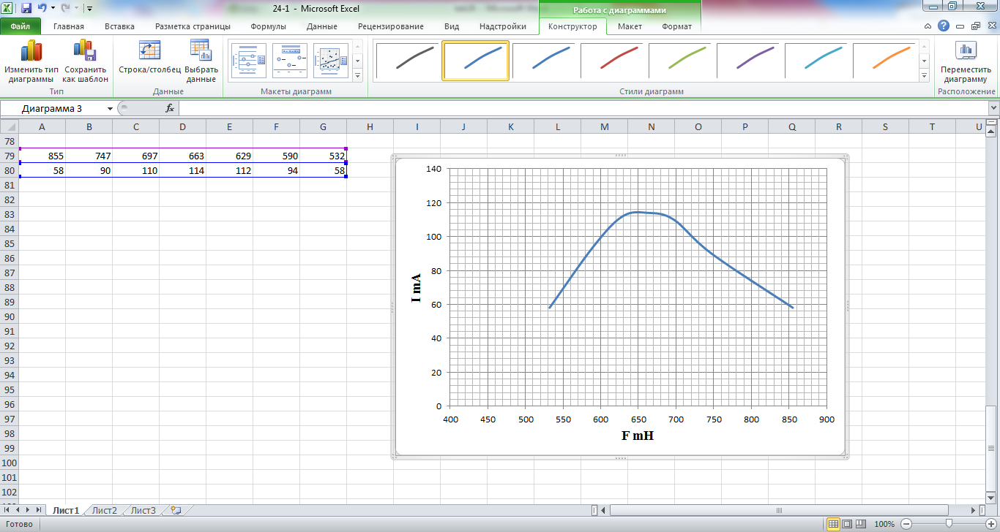 24-1 - Microsoft Excel
Работа с диаграммами
Файл Главная Вставка Разметка страницы Формулы Данные Рецензирование Вид Надстройки Конструктор Макет Формат
Изменить тип диаграммы
Сохранить как шаблон
Строка/столбец
Выбрать данные
Переместить диаграмму
Тип Данные Макеты диаграмм Стили диаграмм Расположение
Диаграмма 3 fx
A B C D E F G H I J K L M N O P Q R S T U
78
79 855 747 697 663 629 590 532
80 58 90 110 114 112 94 58
81
82
83
84
85
86
87
88
89
90
91
92
93
94
95
96
97
98
99
100
101
102
140
120
100
80
60
40
20
0
I mA
400 450 500 550 600 650 700 750 800 850 900
F mH
Лист1 Лист2 Лист3
Готово 100%